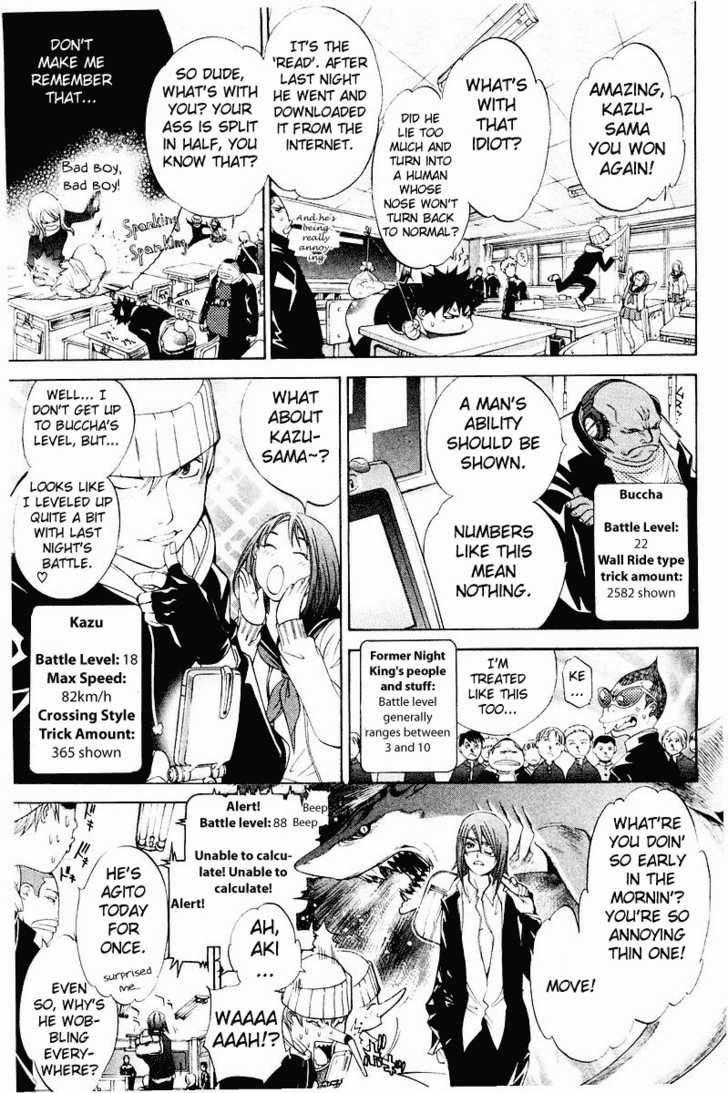 AMAZING,
KAZU-
SAMA
YOU WON
AGAIN!
WHAT'S
WITH
THAT
IDIOT?
DID HE
LIE TOO
MUCH AND
TURN INTO
A HUMAN
WHOSE
NOSE WON'T
TURN BACK
TO NORMAL?
IT'S THE
'READ'. AFTER
LAST NIGHT
HE WENT AND
DOWNLOADED
IT FROM THE
INTERNET.
And he's
being
really
annoy-
ing
SO DUDE,
WHAT'S WITH
YOU? YOUR
ASS IS SPLIT
IN HALF, YOU
KNOW THAT?
DON'T
MAKE ME
REMEMBER
THAT...
Bad boy,
bad boy!
Spanking
Spanking
A MAN'S
ABILITY
SHOULD BE
SHOWN.
NUMBERS
LIKE THIS
MEAN
NOTHING.
Buccha
Battle Level:
22
Wall Ride type
trick amount:
2582 shown
WHAT
ABOUT
KAZU-
SAMA~?
WELL... I
DON'T GET UP
TO BUCCHA'S
LEVEL, BUT...
LOOKS LIKE
I LEVELED UP
QUITE A BIT
WITH LAST
NIGHT'S
BATTLE.
♡
Kazu
Battle Level: 18
Max Speed:
82km/h
Crossing Style
Trick Amount:
365 shown
KE
...
I'M
TREATED
LIKE THIS
TOO...
Former Night
King's people
and stuff:
Battle level
generally
ranges between
3 and 10
WHAT'RE
YOU DOIN'
SO EARLY
IN THE
MORNIN'?
YOU'RE SO
ANNOYING
THIN ONE!
MOVE!
Alert!
Battle level: 88
Beep
Beep
Unable to calcu-
late! Unable to
calculate!
Alert!
AH,
AKI
...
WAAAA
AAAAH!?
HE'S
AGITO
TODAY
FOR
ONCE.
surprised
me...
EVEN
SO, WHY'S
HE WOB-
BLING
EVERY-
WHERE?